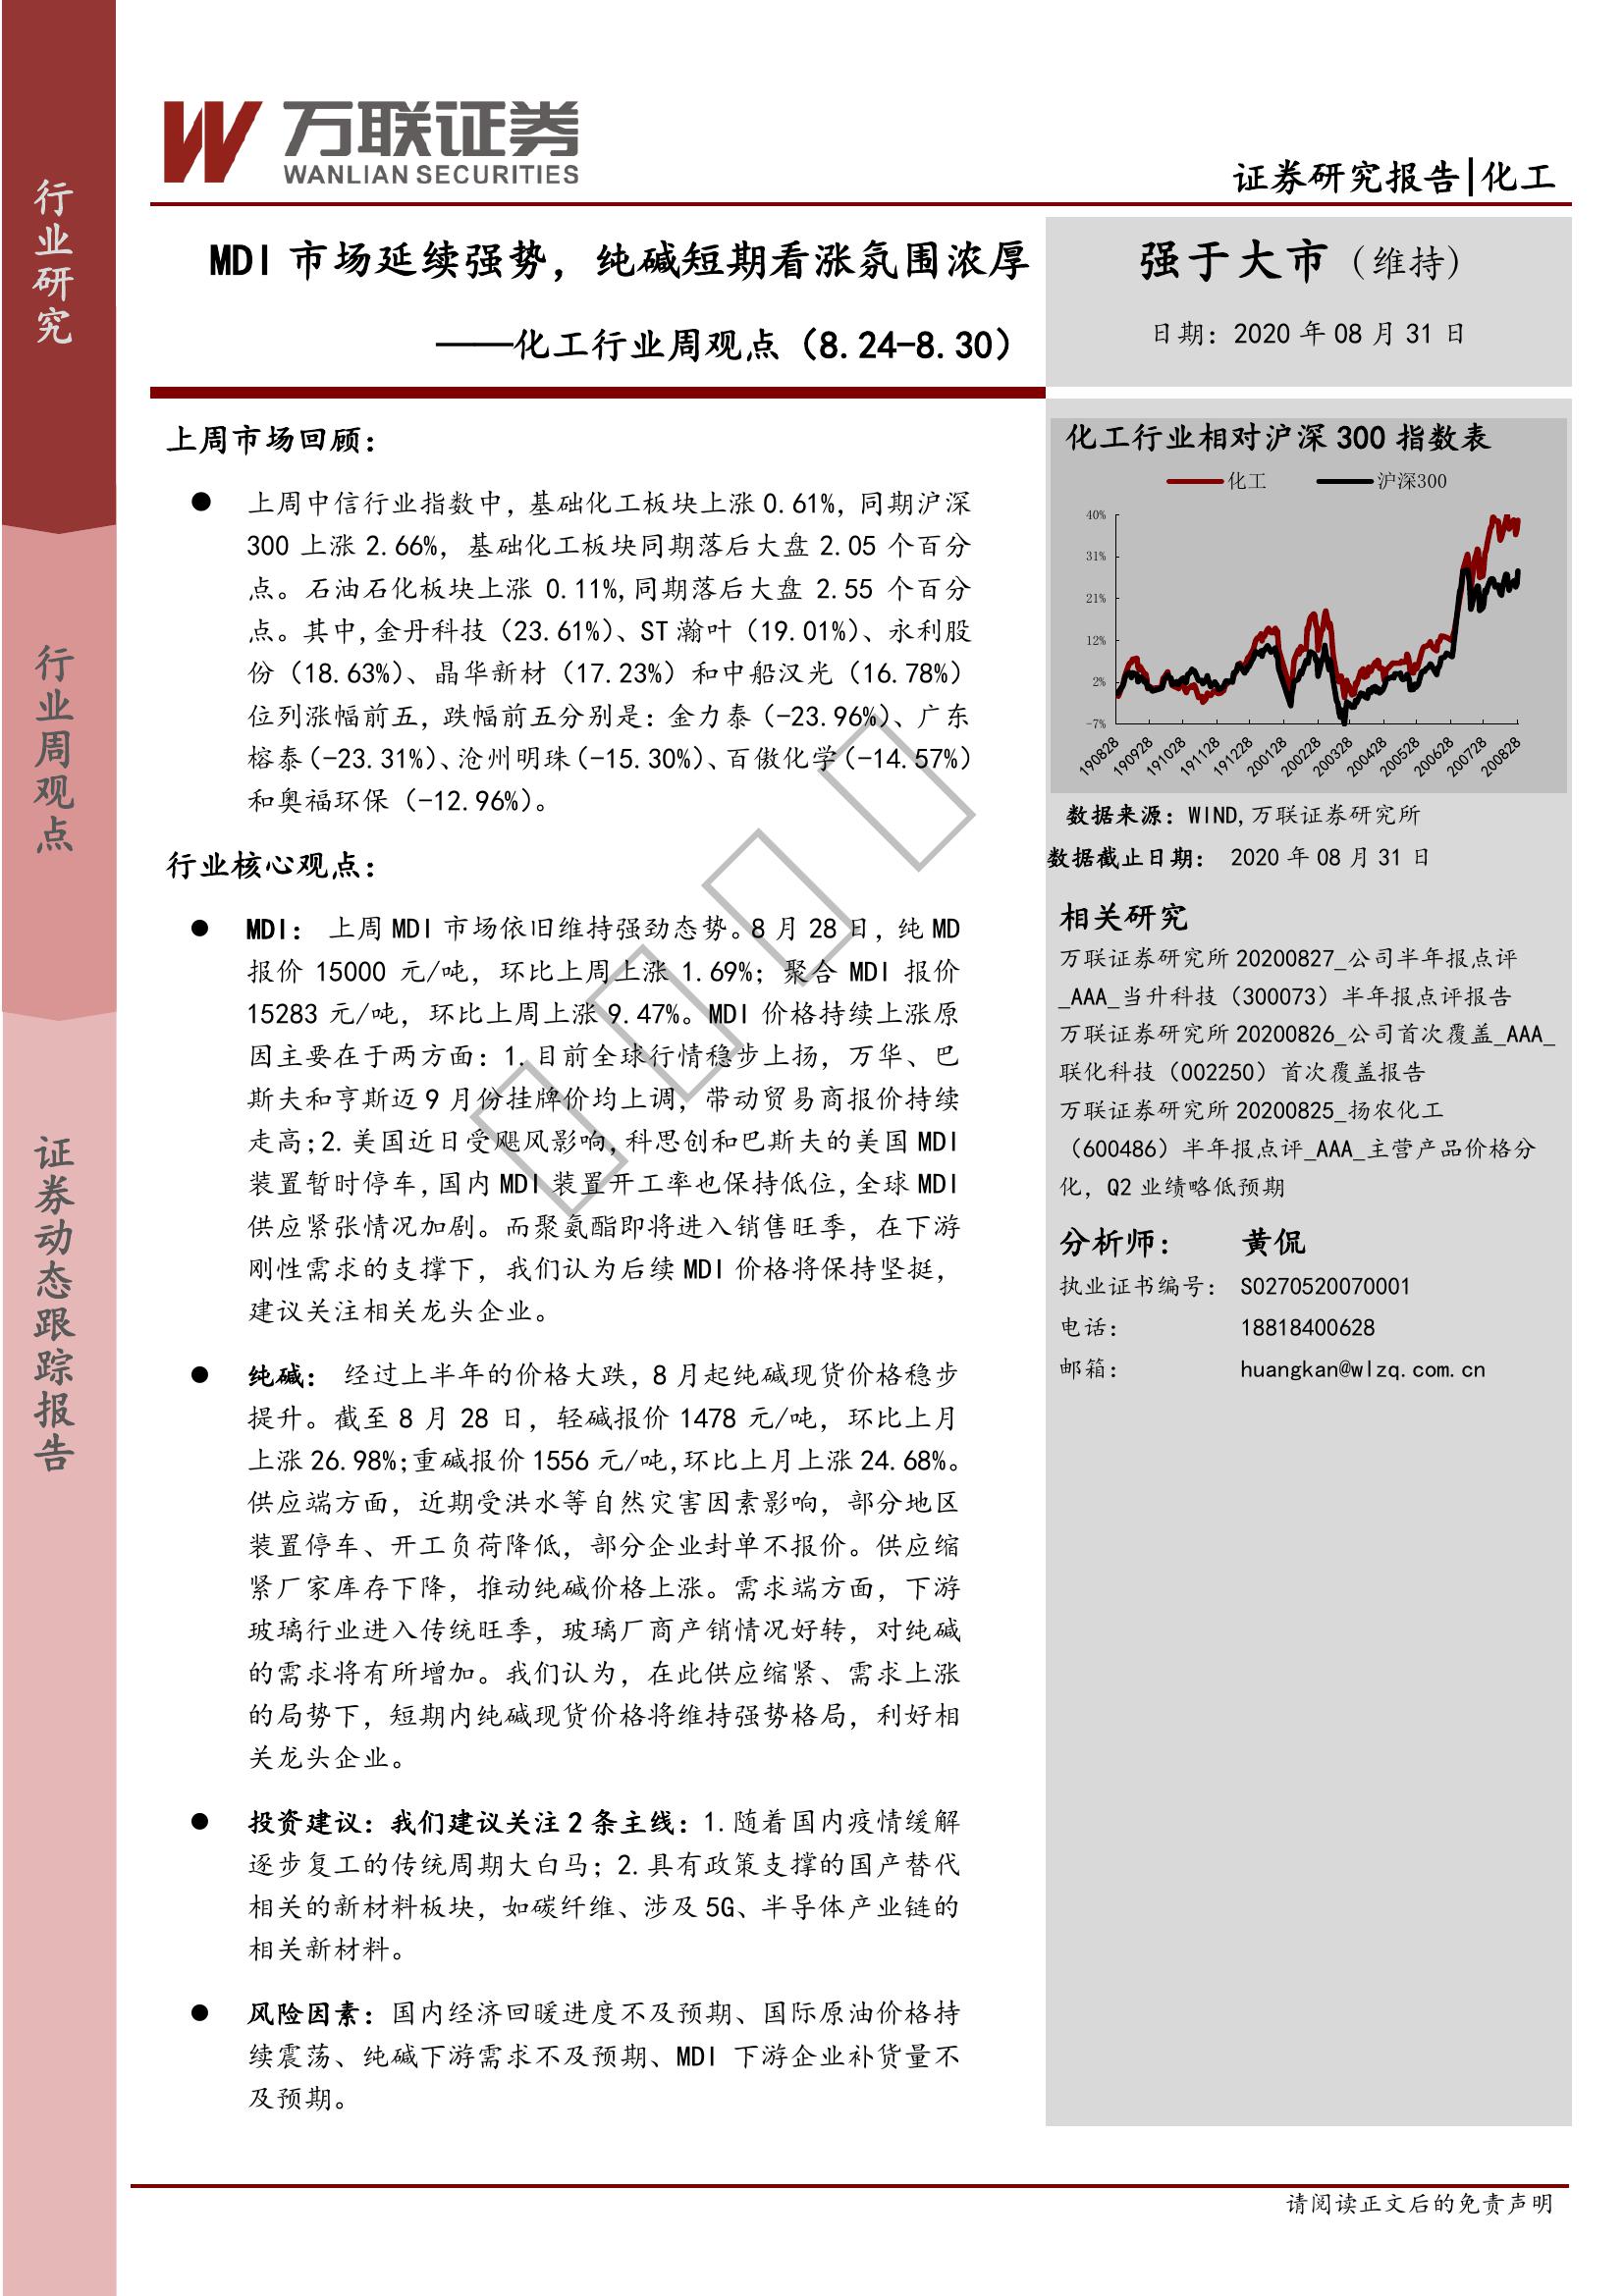 行业研究
行业周观点
证券动态跟踪报告
万联证券
WANLIAN SECURITIES
证券研究报告|化工
MDI 市场延续强势，纯碱短期看涨氛围浓厚
——化工行业周观点（8.24-8.30）
强于大市（维持）
日期：2020 年 08 月 31 日
上周市场回顾：
● 上周中信行业指数中，基础化工板块上涨 0.61%，同期沪深
300 上涨 2.66%，基础化工板块同期落后大盘 2.05 个百分
点。石油石化板块上涨 0.11%,同期落后大盘 2.55 个百分
点。其中,金丹科技（23.61%）、ST 瀚叶（19.01%）、永利股
份（18.63%）、晶华新材（17.23%）和中船汉光（16.78%）
位列涨幅前五，跌幅前五分别是：金力泰（-23.96%）、广东
榕泰（-23.31%）、沧州明珠（-15.30%）、百傲化学（-14.57%）
和奥福环保（-12.96%）。
行业核心观点：
● MDI： 上周 MDI 市场依旧维持强劲态势。8 月 28 日，纯 MD
报价 15000 元/吨，环比上周上涨 1.69%；聚合 MDI 报价
15283 元/吨，环比上周上涨 9.47%。MDI 价格持续上涨原
因主要在于两方面：1.目前全球行情稳步上扬，万华、巴
斯夫和亨斯迈 9 月份挂牌价均上调，带动贸易商报价持续
走高;2.美国近日受飓风影响,科思创和巴斯夫的美国 MDI
装置暂时停车,国内 MDI 装置开工率也保持低位,全球 MDI
供应紧张情况加剧。而聚氨酯即将进入销售旺季，在下游
刚性需求的支撑下，我们认为后续 MDI 价格将保持坚挺，
建议关注相关龙头企业。
● 纯碱： 经过上半年的价格大跌，8 月起纯碱现货价格稳步
提升。截至 8 月 28 日，轻碱报价 1478 元/吨，环比上月
上涨 26.98%;重碱报价 1556 元/吨,环比上月上涨 24.68%。
供应端方面，近期受洪水等自然灾害因素影响，部分地区
装置停车、开工负荷降低，部分企业封单不报价。供应缩
紧厂家库存下降，推动纯碱价格上涨。需求端方面，下游
玻璃行业进入传统旺季，玻璃厂商产销情况好转，对纯碱
的需求将有所增加。我们认为，在此供应缩紧、需求上涨
的局势下，短期内纯碱现货价格将维持强势格局，利好相
关龙头企业。
● 投资建议：我们建议关注 2 条主线：1.随着国内疫情缓解
逐步复工的传统周期大白马；2.具有政策支撑的国产替代
相关的新材料板块，如碳纤维、涉及 5G、半导体产业链的
相关新材料。
● 风险因素：国内经济回暖进度不及预期、国际原油价格持
续震荡、纯碱下游需求不及预期、MDI 下游企业补货量不
及预期。
化工行业相对沪深 300 指数表
化工 沪深300
40%
31%
21%
12%
2%
-7%
190828 190928 191028 191128 191228 200128 200228 200328 200428 200528 200628 200728 200828
数据来源：WIND,万联证券研究所
数据截止日期： 2020 年 08 月 31 日
相关研究
万联证券研究所 20200827_公司半年报点评
_AAA_当升科技（300073）半年报点评报告
万联证券研究所 20200826_公司首次覆盖_AAA_
联化科技（002250）首次覆盖报告
万联证券研究所 20200825_扬农化工
（600486）半年报点评_AAA_主营产品价格分
化，Q2 业绩略低预期
分析师： 黄侃
执业证书编号： S0270520070001
电话： 18818400628
邮箱： huangkan@wlzq.com.cn
请阅读正文后的免责声明